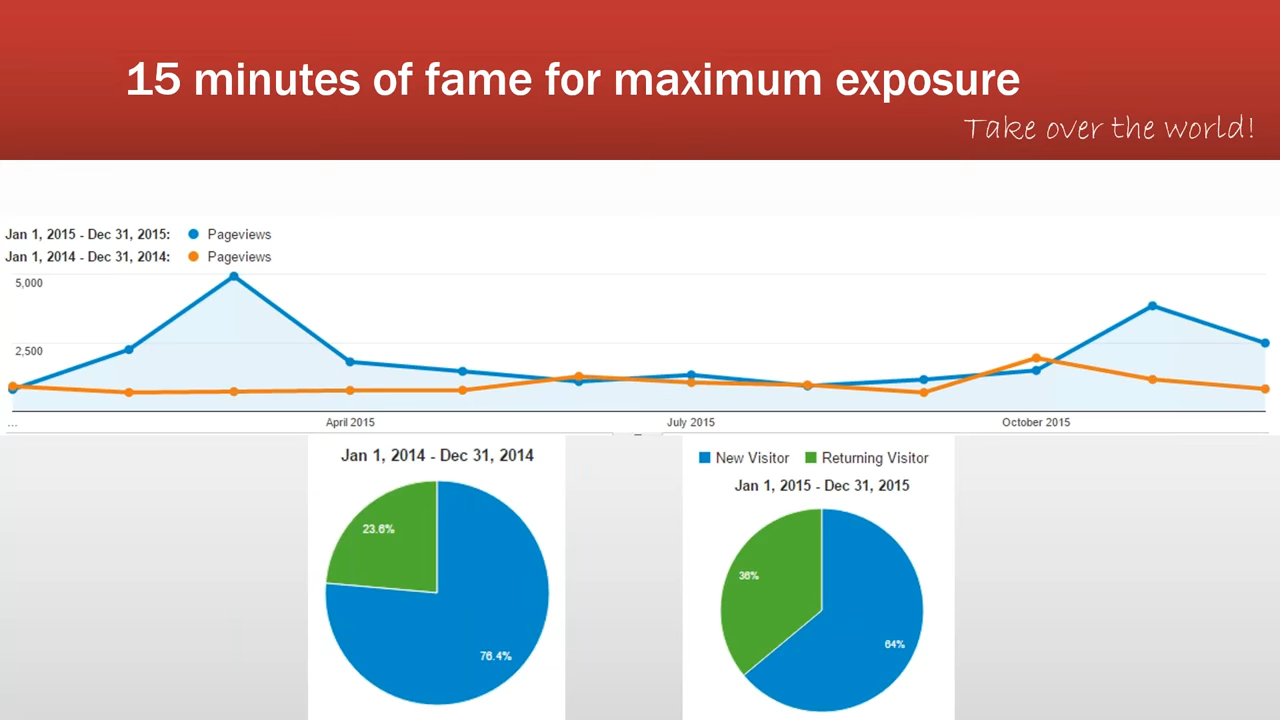 15 minutes of fame for maximum exposure
Take over the world!
Jan 1, 2015 - Dec 31, 2015: Pageviews
Jan 1, 2014 - Dec 31, 2014: Pageviews
5,000
2,500
... April 2015 July 2015 October 2015
Jan 1, 2014 - Dec 31, 2014
23.6%
76.4%
New Visitor Returning Visitor
Jan 1, 2015 - Dec 31, 2015
36%
64%